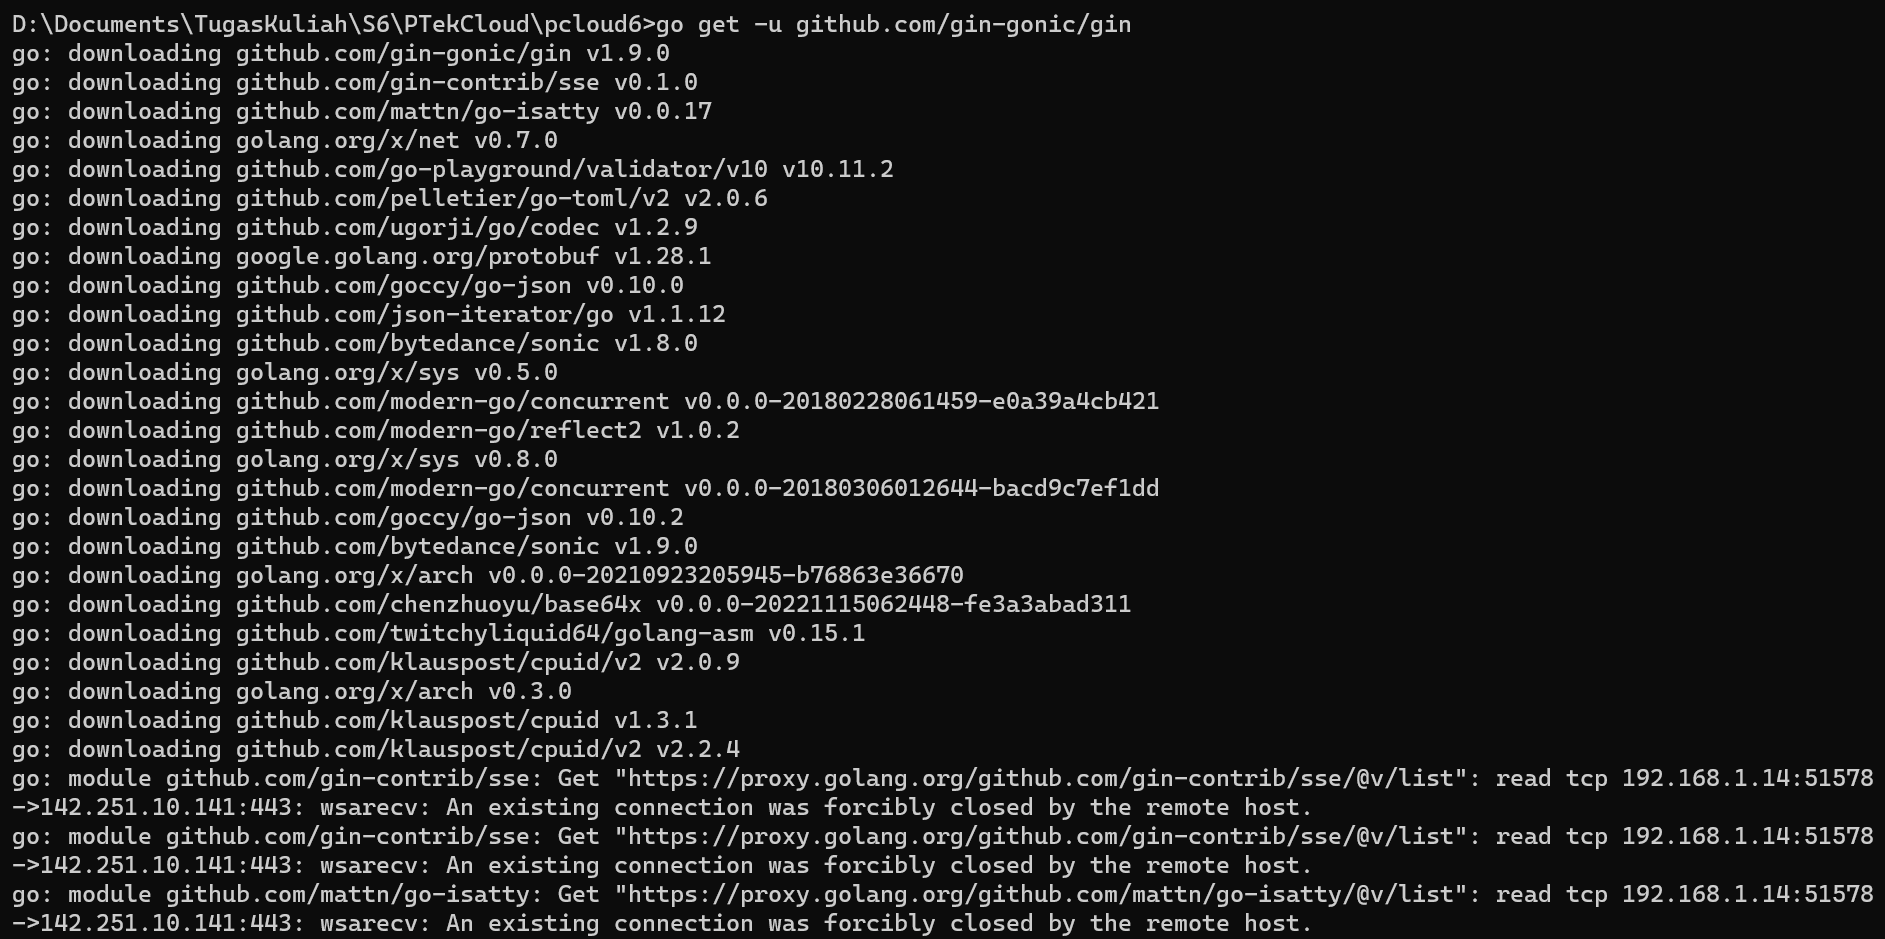 D:\Documents\TugasKuliah\S6\PTekCloud\pcloud6>go get -u github.com/gin-gonic/gin
go: downloading github.com/gin-gonic/gin v1.9.0
go: downloading github.com/gin-contrib/sse v0.1.0
go: downloading github.com/mattn/go-isatty v0.0.17
go: downloading golang.org/x/net v0.7.0
go: downloading github.com/go-playground/validator/v10 v10.11.2
go: downloading github.com/pelletier/go-toml/v2 v2.0.6
go: downloading github.com/ugorji/go/codec v1.2.9
go: downloading google.golang.org/protobuf v1.28.1
go: downloading github.com/goccy/go-json v0.10.0
go: downloading github.com/json-iterator/go v1.1.12
go: downloading github.com/bytedance/sonic v1.8.0
go: downloading golang.org/x/sys v0.5.0
go: downloading github.com/modern-go/concurrent v0.0.0-20180228061459-e0a39a4cb421
go: downloading github.com/modern-go/reflect2 v1.0.2
go: downloading golang.org/x/sys v0.8.0
go: downloading github.com/modern-go/concurrent v0.0.0-20180306012644-bacd9c7ef1dd
go: downloading github.com/goccy/go-json v0.10.2
go: downloading github.com/bytedance/sonic v1.9.0
go: downloading golang.org/x/arch v0.0.0-20210923205945-b76863e36670
go: downloading github.com/chenzhuoyu/base64x v0.0.0-20221115062448-fe3a3abad311
go: downloading github.com/twitchyliquid64/golang-asm v0.15.1
go: downloading github.com/klauspost/cpuid/v2 v2.0.9
go: downloading golang.org/x/arch v0.3.0
go: downloading github.com/klauspost/cpuid v1.3.1
go: downloading github.com/klauspost/cpuid/v2 v2.2.4
go: module github.com/gin-contrib/sse: Get "https://proxy.golang.org/github.com/gin-contrib/sse/@v/list": read tcp 192.168.1.14:51578
->142.251.10.141:443: wsarecv: An existing connection was forcibly closed by the remote host.
go: module github.com/gin-contrib/sse: Get "https://proxy.golang.org/github.com/gin-contrib/sse/@v/list": read tcp 192.168.1.14:51578
->142.251.10.141:443: wsarecv: An existing connection was forcibly closed by the remote host.
go: module github.com/mattn/go-isatty: Get "https://proxy.golang.org/github.com/mattn/go-isatty/@v/list": read tcp 192.168.1.14:51578
->142.251.10.141:443: wsarecv: An existing connection was forcibly closed by the remote host.